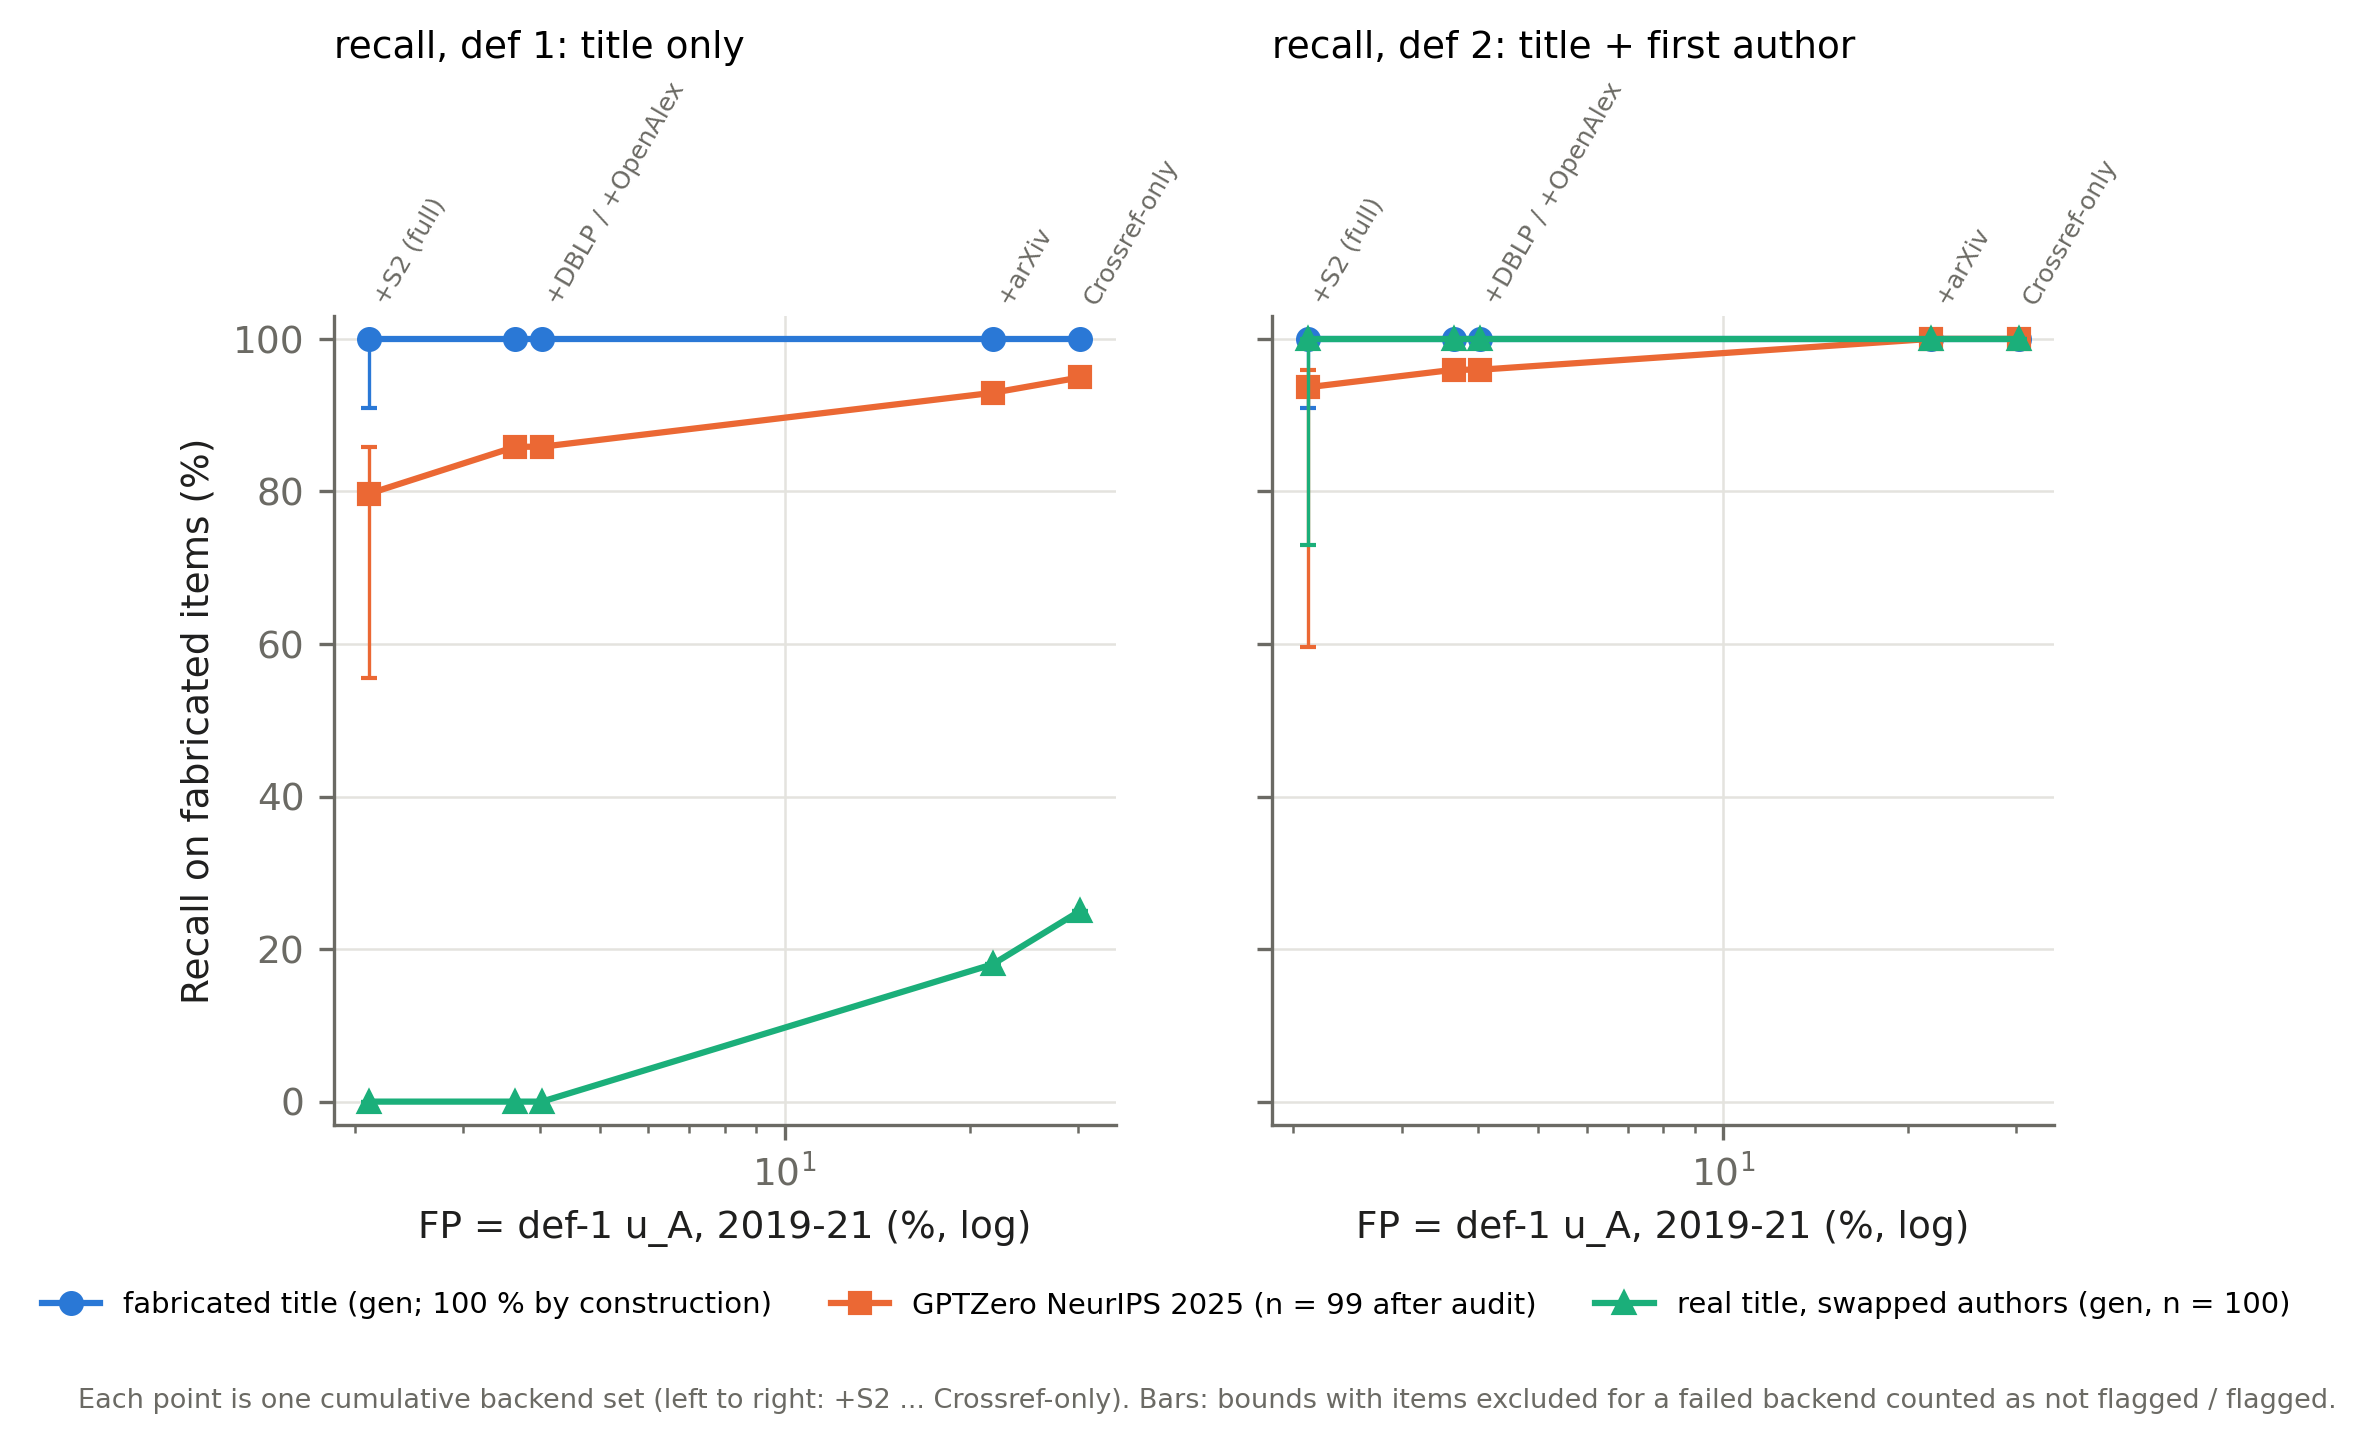 recall, def 1: title only
recall, def 2: title + first author
+S2 (full)
+DBLP / +OpenAlex
+arXiv
Crossref-only
+S2 (full)
+DBLP / +OpenAlex
+arXiv
Crossref-only
Recall on fabricated items (%)
100
80
60
40
20
0
10¹
10¹
FP = def-1 u_A, 2019-21 (%, log)
FP = def-1 u_A, 2019-21 (%, log)
fabricated title (gen; 100 % by construction)
GPTZero NeurIPS 2025 (n = 99 after audit)
real title, swapped authors (gen, n = 100)
Each point is one cumulative backend set (left to right: +S2 ... Crossref-only). Bars: bounds with items excluded for a failed backend counted as not flagged / flagged.